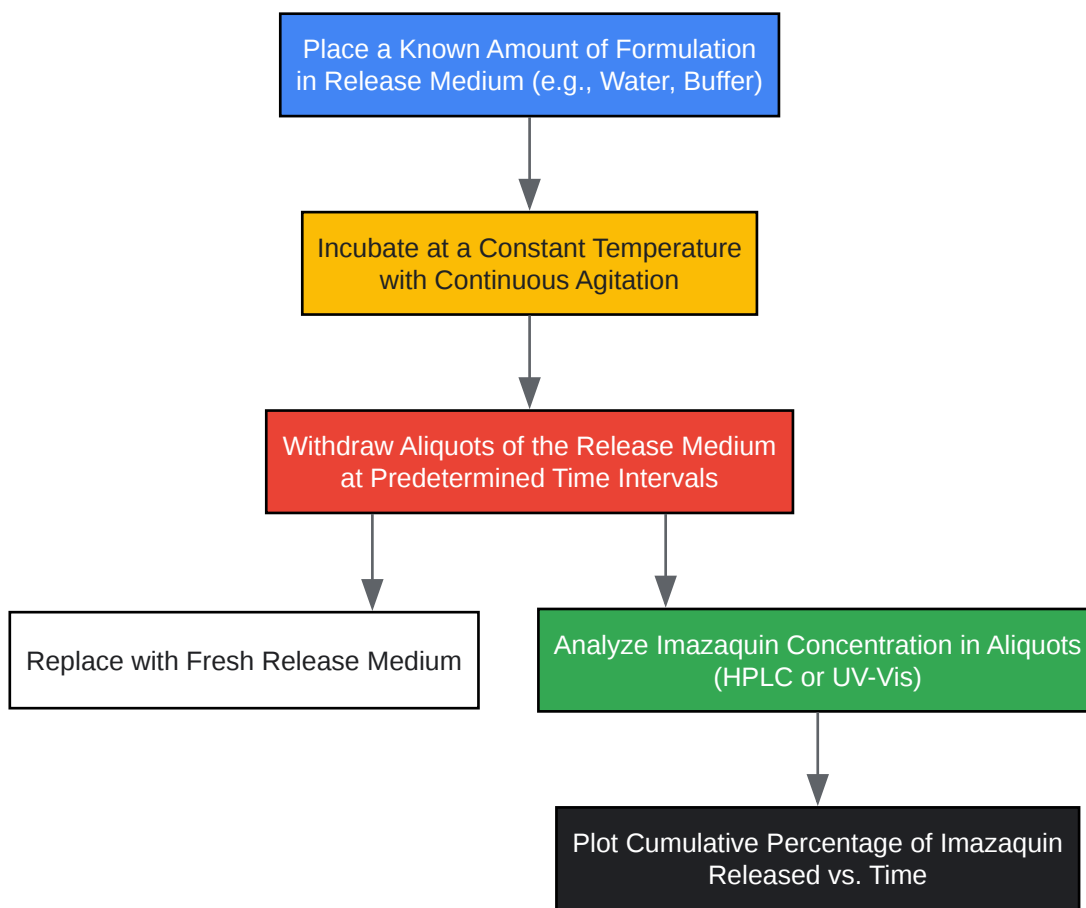 Place a Known Amount of Formulation
in Release Medium (e.g., Water, Buffer)
Incubate at a Constant Temperature
with Continuous Agitation
Withdraw Aliquots of the Release Medium
at Predetermined Time Intervals
Replace with Fresh Release Medium
Analyze Imazaquin Concentration in Aliquots
(HPLC or UV-Vis)
Plot Cumulative Percentage of Imazaquin
Released vs. Time